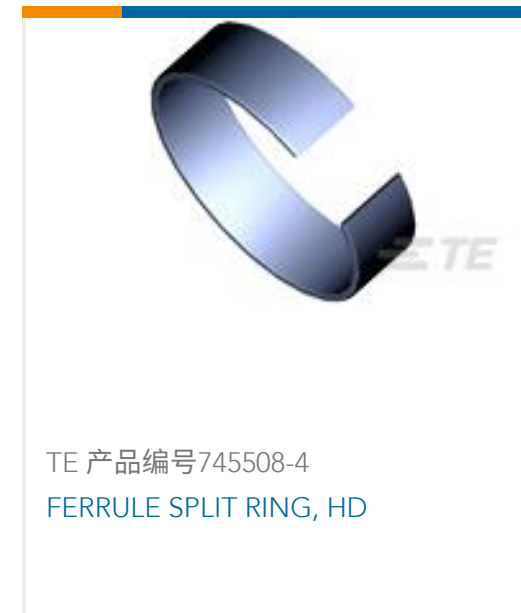 TE
TE 产品编号745508-4
FERRULE SPLIT RING, HD